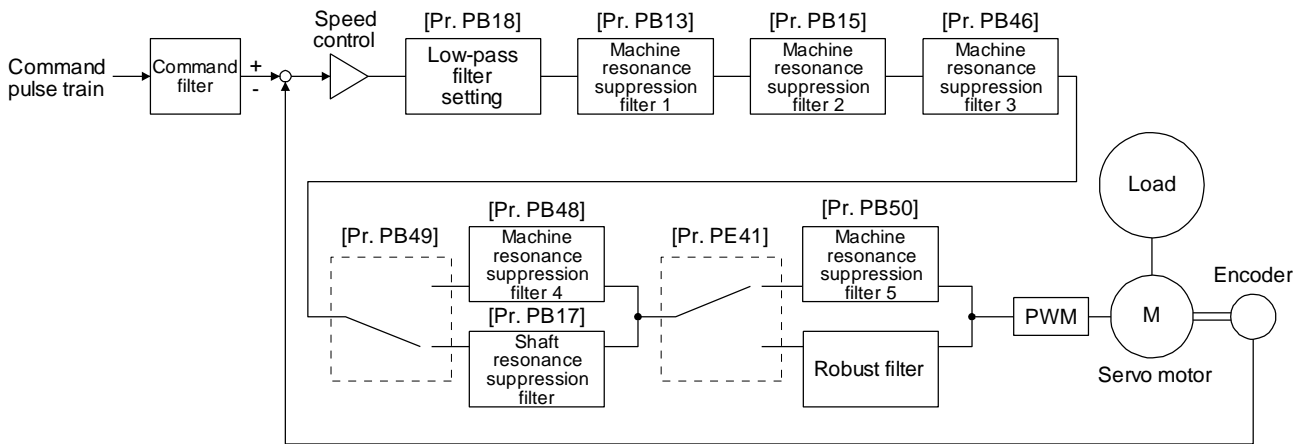 Command
pulse train
Command
filter
+
-
Speed
control
[Pr. PB18]
Low-pass
filter
setting
[Pr. PB13]
Machine
resonance
suppression
filter 1
[Pr. PB15]
Machine
resonance
suppression
filter 2
[Pr. PB46]
Machine
resonance
suppression
filter 3
[Pr. PB49]
[Pr. PB48]
Machine
resonance
suppression
filter 4
[Pr. PB17]
Shaft
resonance
suppression
filter
[Pr. PE41]
[Pr. PB50]
Machine
resonance
suppression
filter 5
Robust filter
PWM
Load
M
Servo motor
Encoder